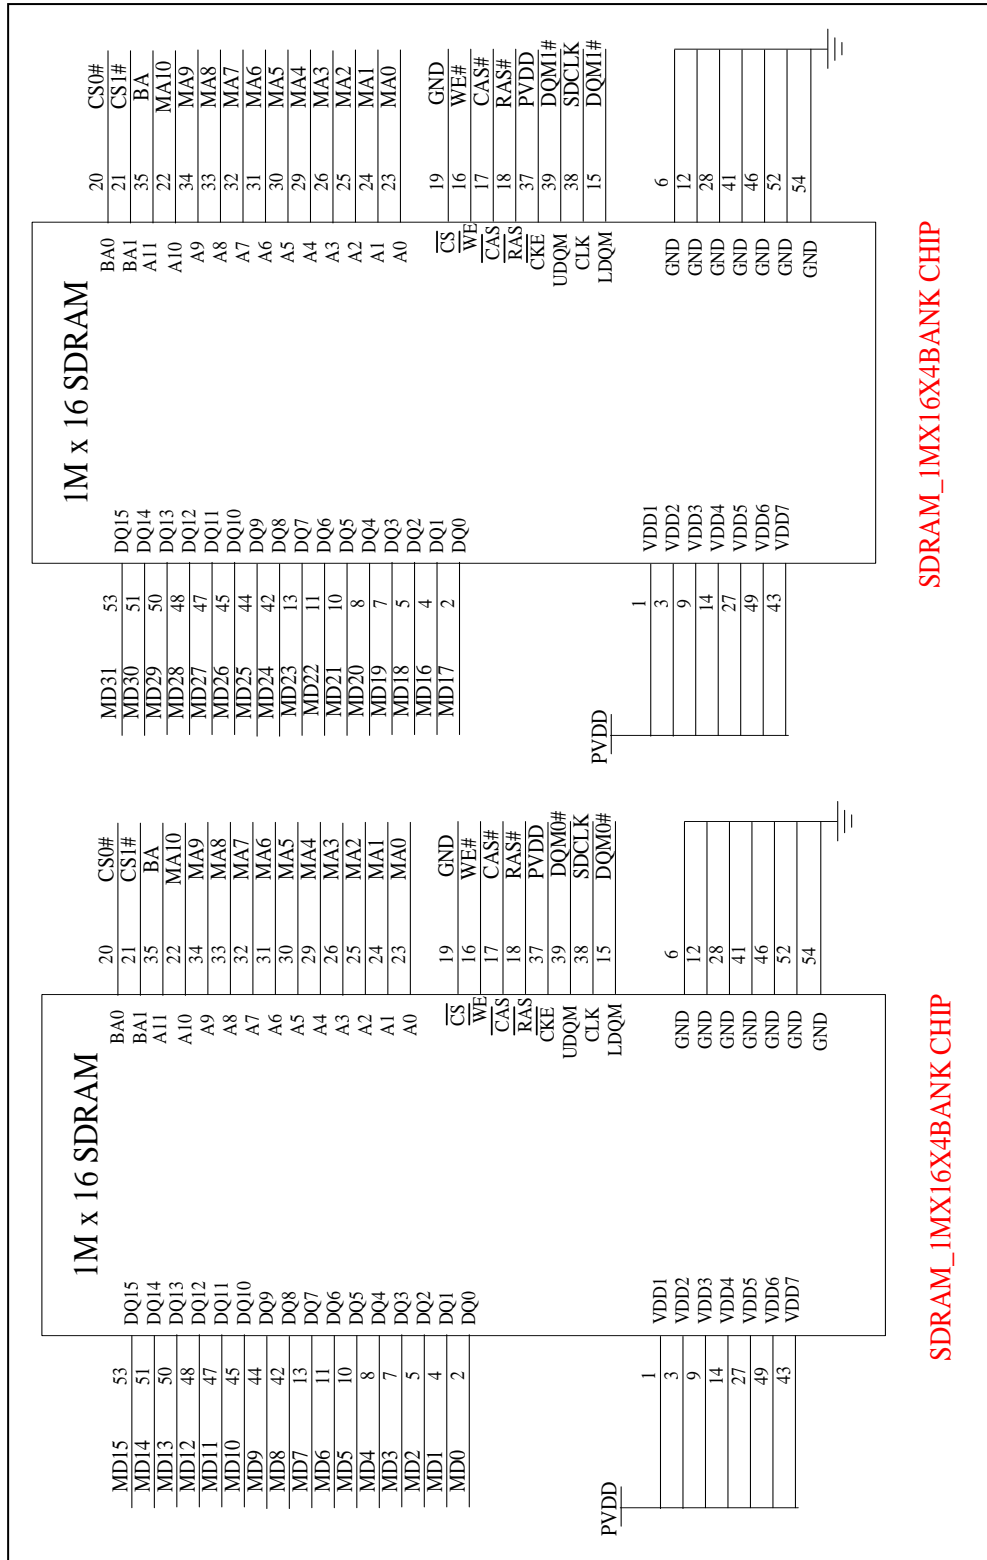 1M x 16 SDRAM
MD15 53 DQ15 BA0 20 CS0#
MD14 51 DQ14 BA1 21 CS1#
MD13 50 DQ13 A11 35 BA
MD12 48 DQ12 A10 22 MA10
MD11 47 DQ11 A9 34 MA9
MD10 45 DQ10 A8 33 MA8
MD9 44 DQ9 A7 32 MA7
MD8 42 DQ8 A6 31 MA6
MD7 13 DQ7 A5 30 MA5
MD6 11 DQ6 A4 29 MA4
MD5 10 DQ5 A3 26 MA3
MD4 8 DQ4 A2 25 MA2
MD3 7 DQ3 A1 24 MA1
MD2 5 DQ2 A0 23 MA0
MD1 4 DQ1
MD0 2 DQ0
CS 19 GND
WE 16 WE#
CAS 17 CAS#
RAS 18 RAS#
CKE 37 PVDD
UDQM 39 DQM0#
CLK 38 SDCLK
LDQM 15 DQM0#
PVDD
1 VDD1 GND 6
3 VDD2 GND 12
9 VDD3 GND 28
14 VDD4 GND 41
27 VDD5 GND 46
49 VDD6 GND 52
43 VDD7 GND 54
SDRAM_1MX16X4BANK CHIP
1M x 16 SDRAM
MD31 53 DQ15 BA0 20 CS0#
MD30 51 DQ14 BA1 21 CS1#
MD29 50 DQ13 A11 35 BA
MD28 48 DQ12 A10 22 MA10
MD27 47 DQ11 A9 34 MA9
MD26 45 DQ10 A8 33 MA8
MD25 44 DQ9 A7 32 MA7
MD24 42 DQ8 A6 31 MA6
MD23 13 DQ7 A5 30 MA5
MD22 11 DQ6 A4 29 MA4
MD21 10 DQ5 A3 26 MA3
MD20 8 DQ4 A2 25 MA2
MD19 7 DQ3 A1 24 MA1
MD18 5 DQ2 A0 23 MA0
MD16 4 DQ1
MD17 2 DQ0
CS 19 GND
WE 16 WE#
CAS 17 CAS#
RAS 18 RAS#
CKE 37 PVDD
UDQM 39 DQM1#
CLK 38 SDCLK
LDQM 15 DQM1#
PVDD
1 VDD1 GND 6
3 VDD2 GND 12
9 VDD3 GND 28
14 VDD4 GND 41
27 VDD5 GND 46
49 VDD6 GND 52
43 VDD7 GND 54
SDRAM_1MX16X4BANK CHIP